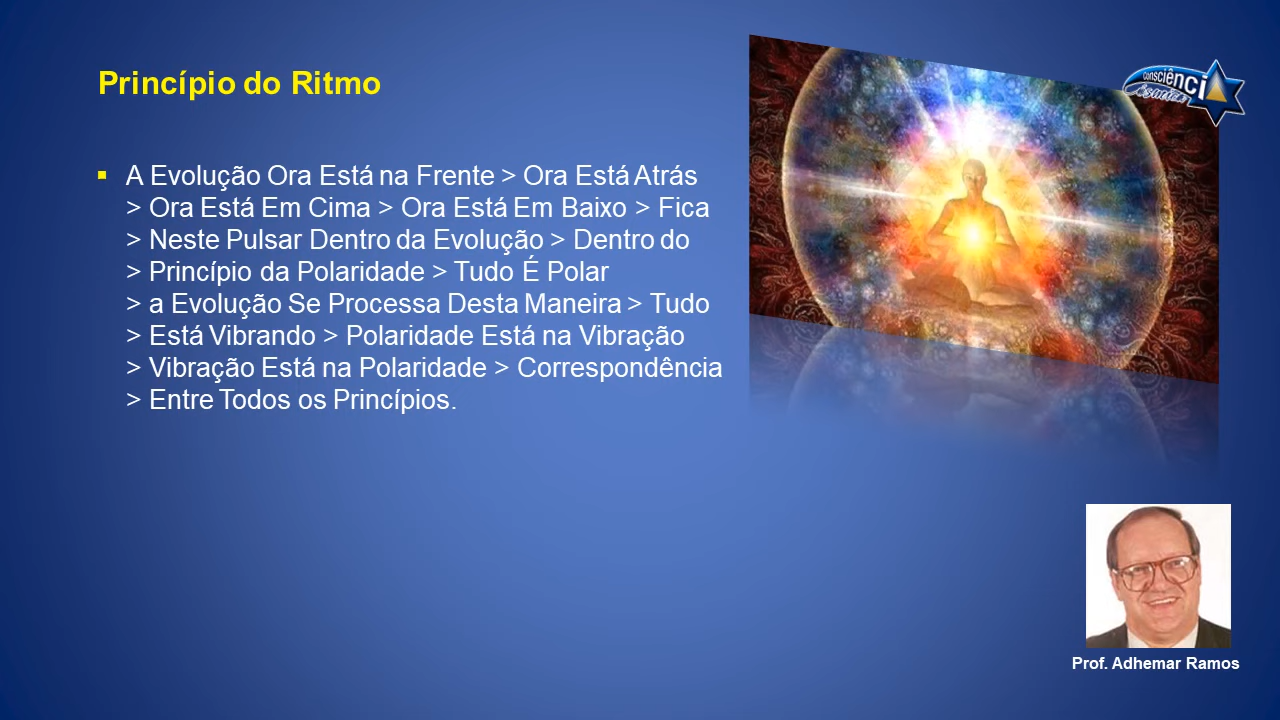 Princípio do Ritmo
Consciênci
Cósmica
A Evolução Ora Está na Frente > Ora Está Atrás
> Ora Está Em Cima > Ora Está Em Baixo > Fica
> Neste Pulsar Dentro da Evolução > Dentro do
> Princípio da Polaridade > Tudo É Polar
> a Evolução Se Processa Desta Maneira > Tudo
> Está Vibrando > Polaridade Está na Vibração
> Vibração Está na Polaridade > Correspondência
> Entre Todos os Princípios.
Prof. Adhemar Ramos